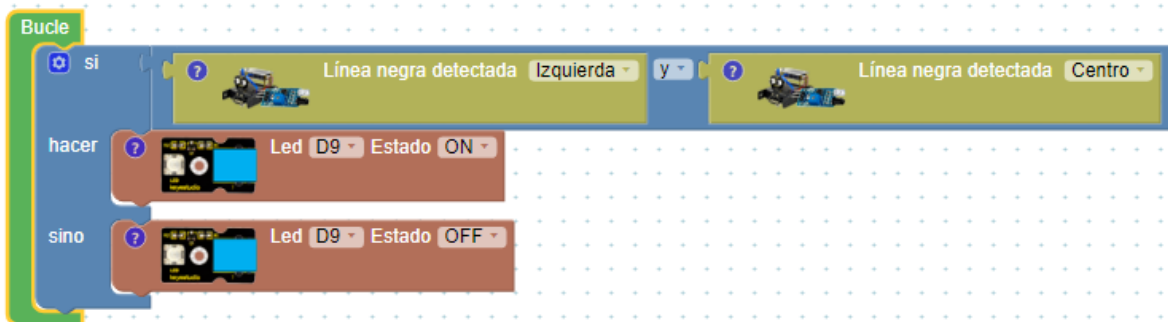 Bucle
si Línea negra detectada Izquierda y Línea negra detectada Centro
hacer Led D9 Estado ON
sino Led D9 Estado OFF